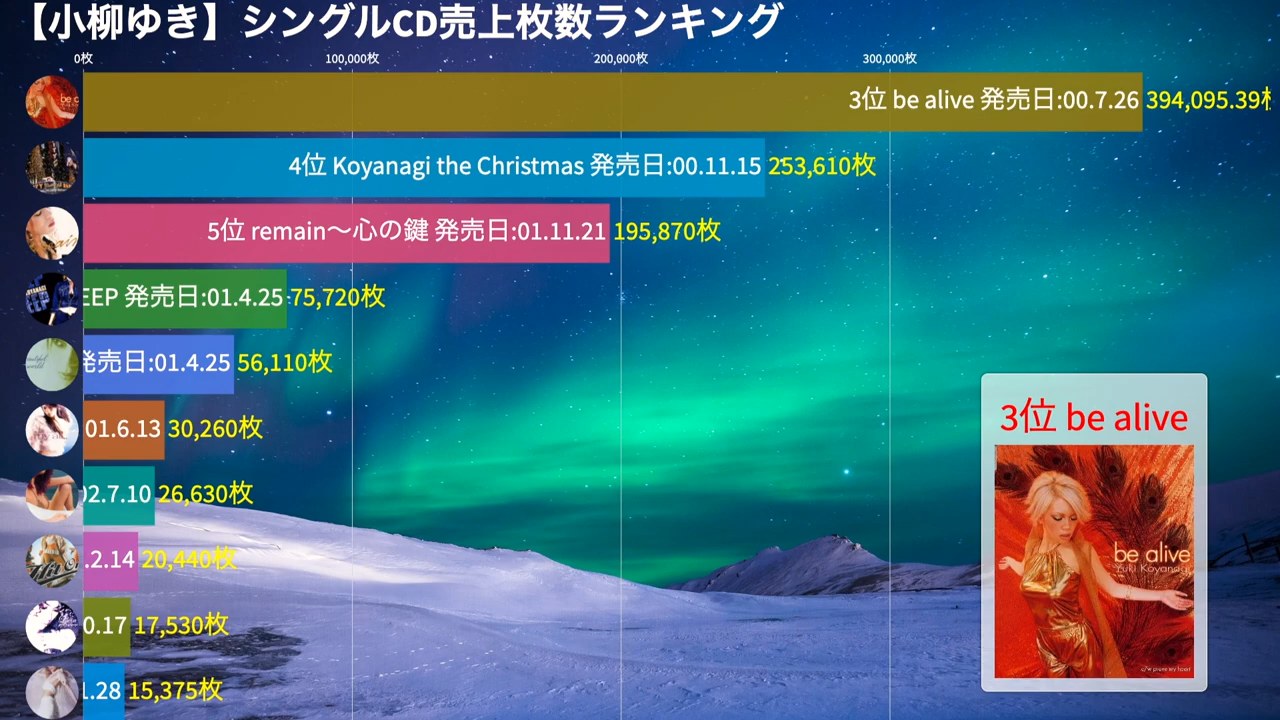 【小柳ゆき】シングルCD売上枚数ランキング
0枚 100,000枚 200,000枚 300,000枚
3位 be alive 発売日:00.7.26 394,095.39枚
4位 Koyanagi the Christmas 発売日:00.11.15 253,610枚
5位 remain～心の鍵 発売日:01.11.21 195,870枚
EEP 発売日:01.4.25 75,720枚
発売日:01.4.25 56,110枚
01.6.13 30,260枚
02.7.10 26,630枚
.2.14 20,440枚
0.17 17,530枚
1.28 15,375枚
3位 be alive
be alive
Yuki Koyanagi